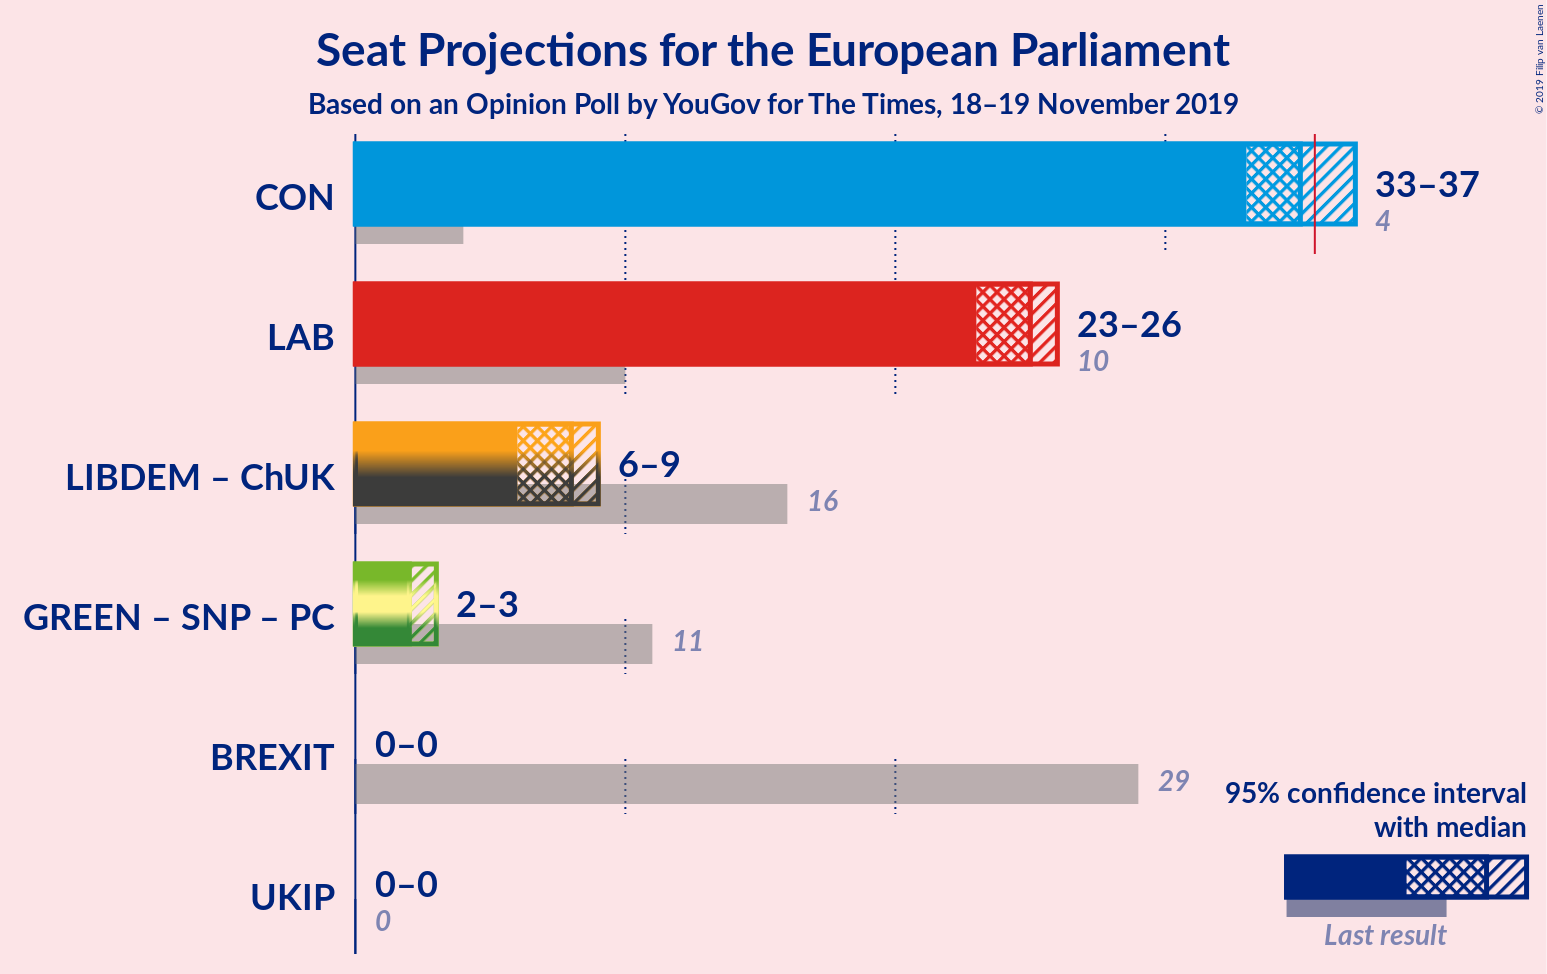 Seat Projections for the European Parliament
Based on an Opinion Poll by YouGov for The Times, 18–19 November 2019
© 2019 Filip van Laenen
CON
33–37
4
LAB
23–26
10
LIBDEM – ChUK
6–9
16
GREEN – SNP – PC
2–3
11
BREXIT
0–0
29
UKIP
0–0
0
95% confidence interval
with median
Last result